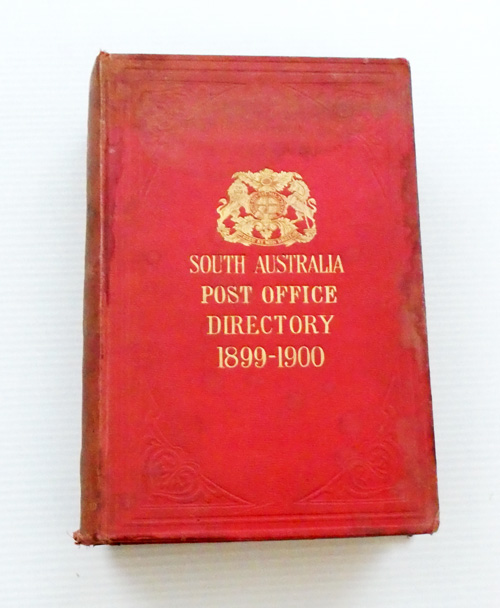 SOUTH AUSTRALIA
POST OFFICE
DIRECTORY
1899-1900